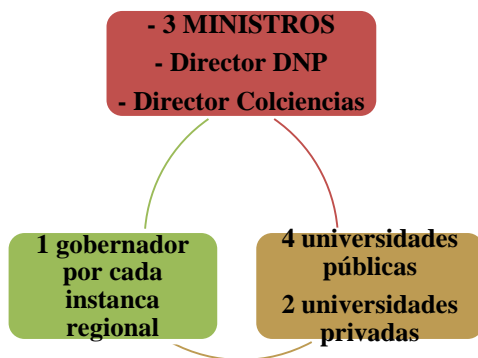 - 3 MINISTROS
- Director DNP
- Director Colciencias
1 gobernador
por cada
instanca
regional
4 universidades
públicas
2 universidades
privadas